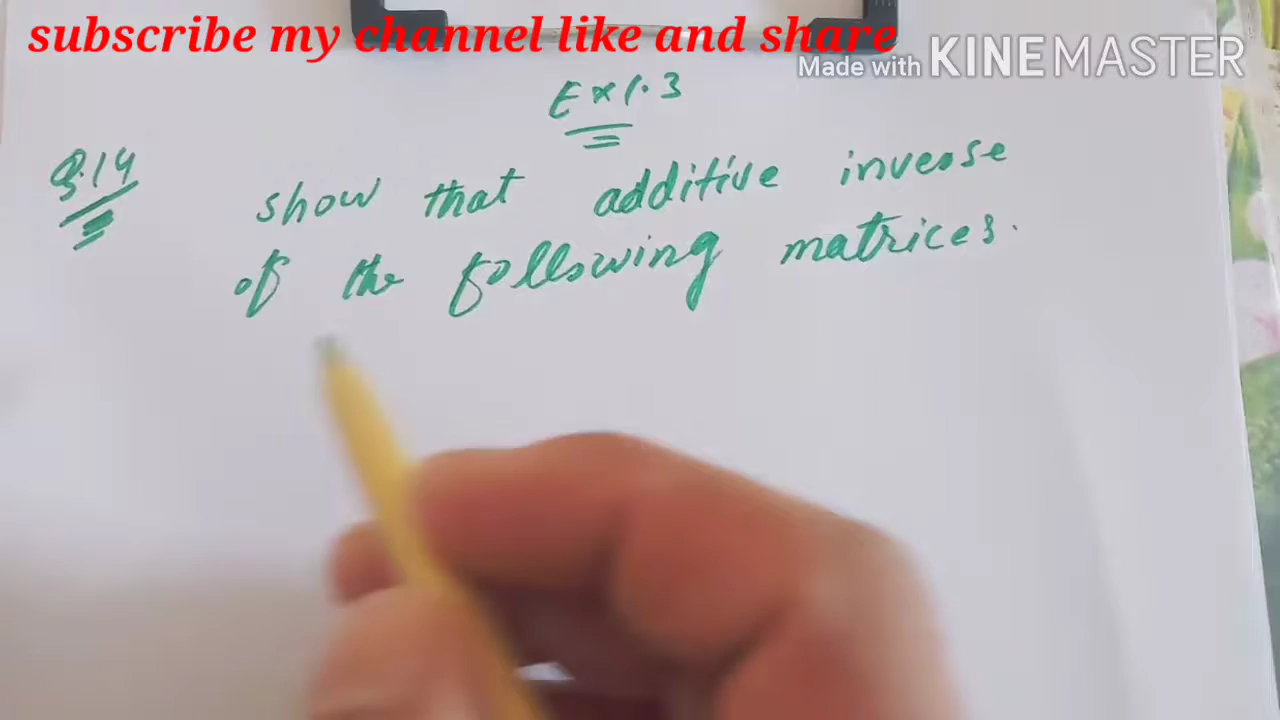 subscribe my channel like and share
Made with KINEMASTER
Ex 1.3
Q.14 show that additive inverse
of the following matrices.